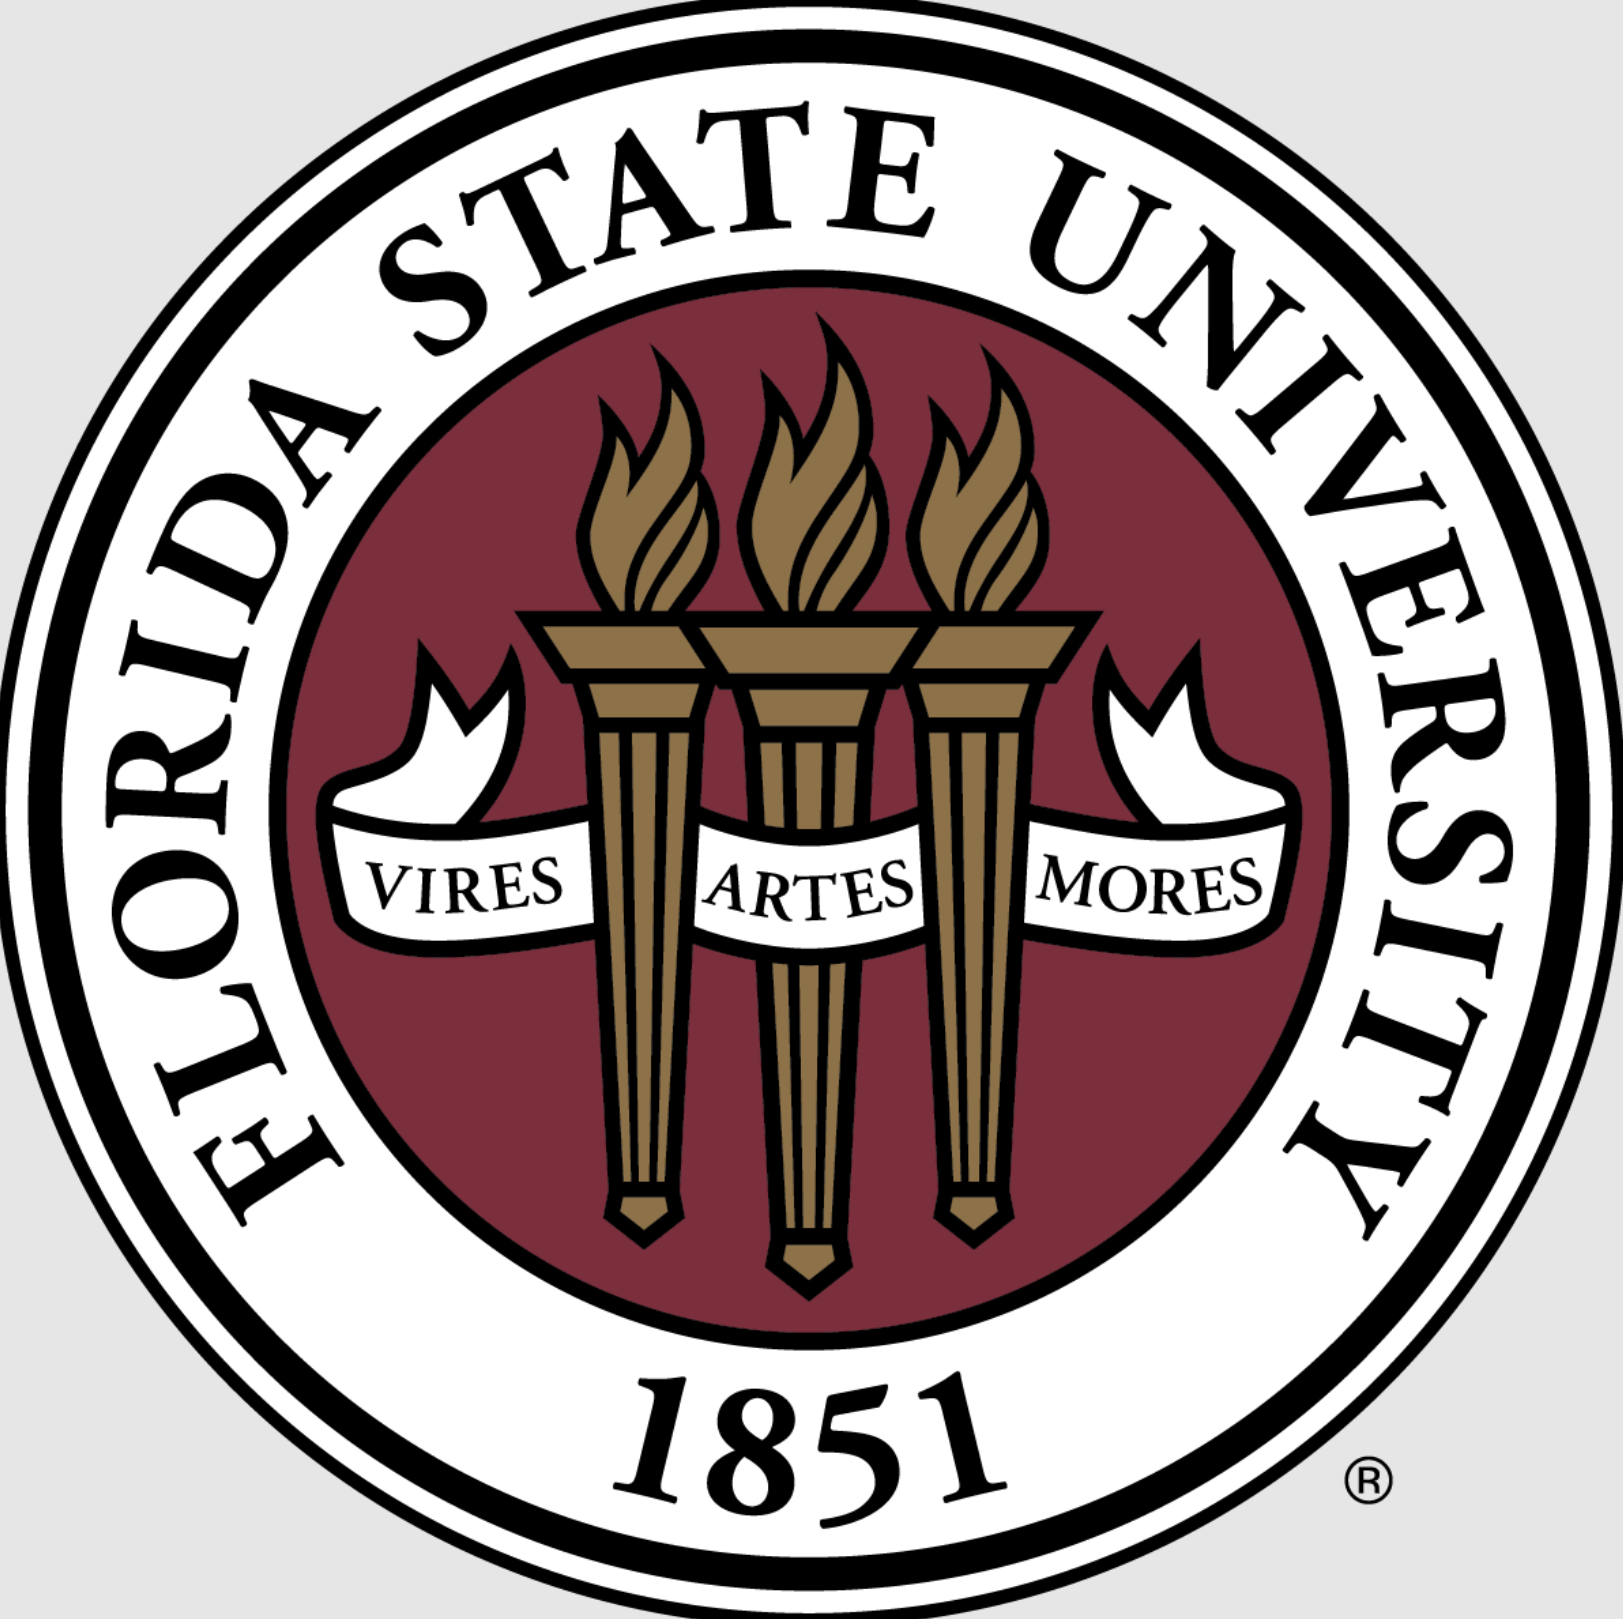 FLORIDA STATE UNIVERSITY
VIRES ARTES MORES
1851
®